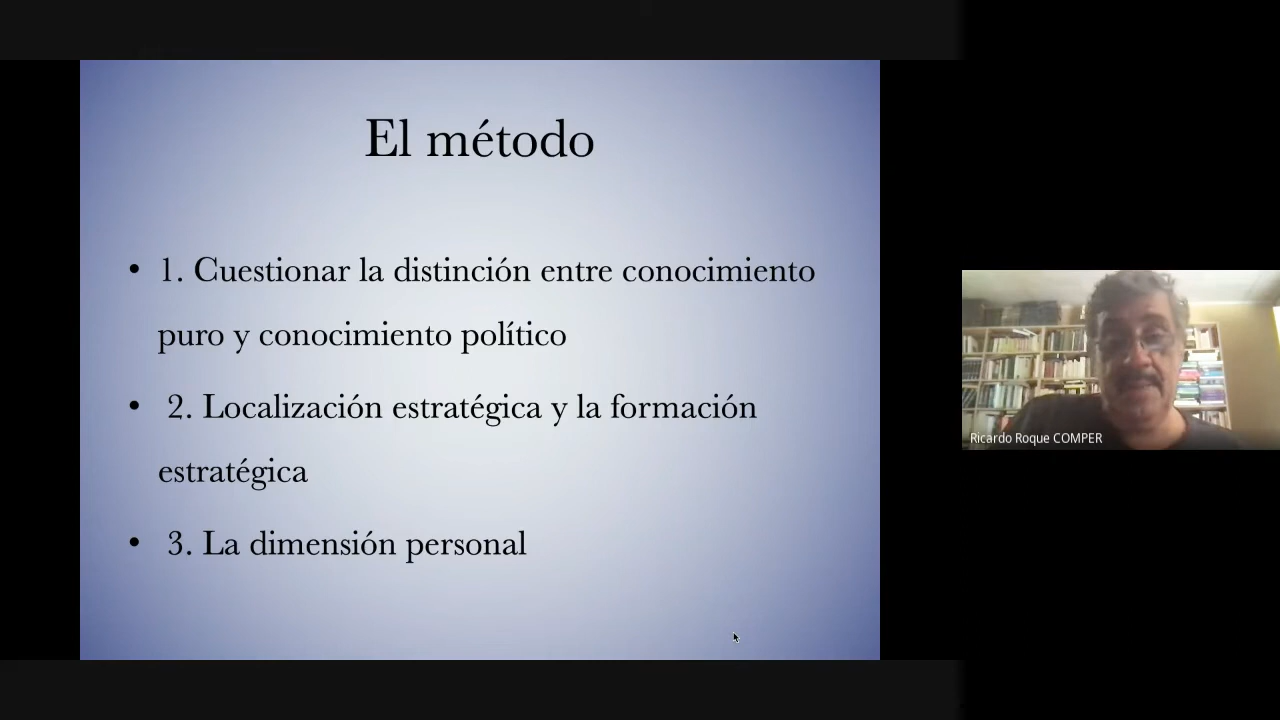 El método
• 1. Cuestionar la distinción entre conocimiento
puro y conocimiento político
• 2. Localización estratégica y la formación
estratégica
• 3. La dimensión personal
Ricardo Roque COMPER